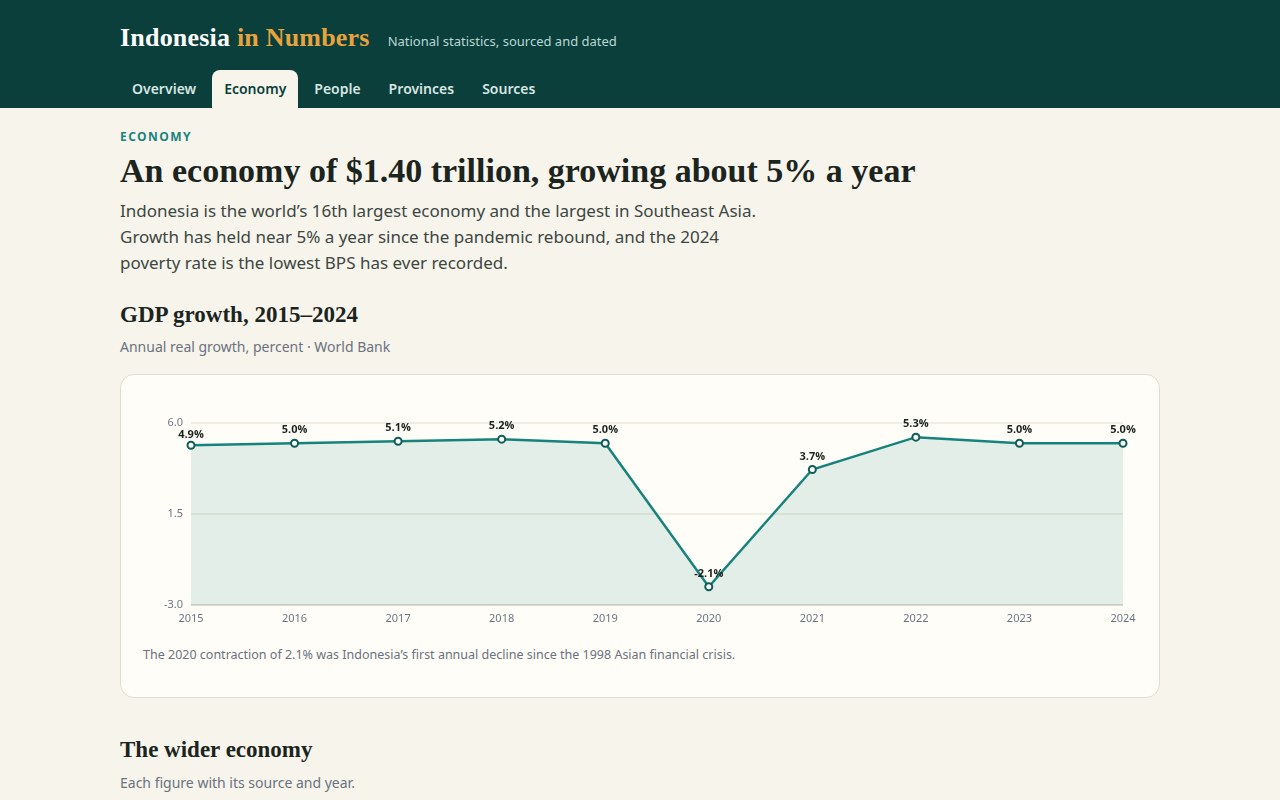 Indonesia in Numbers National statistics, sourced and dated
Overview Economy People Provinces Sources
ECONOMY
An economy of $1.40 trillion, growing about 5% a year
Indonesia is the world’s 16th largest economy and the largest in Southeast Asia.
Growth has held near 5% a year since the pandemic rebound, and the 2024
poverty rate is the lowest BPS has ever recorded.
GDP growth, 2015–2024
Annual real growth, percent · World Bank
6.0
4.9% 5.0% 5.1% 5.2% 5.0% -2.1% 3.7% 5.3% 5.0% 5.0%
1.5
-3.0
2015 2016 2017 2018 2019 2020 2021 2022 2023 2024
The 2020 contraction of 2.1% was Indonesia’s first annual decline since the 1998 Asian financial crisis.
The wider economy
Each figure with its source and year.